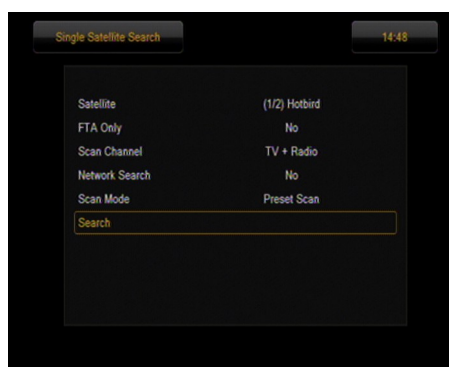 Single Satellite Search 14:48
Satellite (1/2) Hotbird
FTA Only No
Scan Channel TV + Radio
Network Search No
Scan Mode Preset Scan
Search